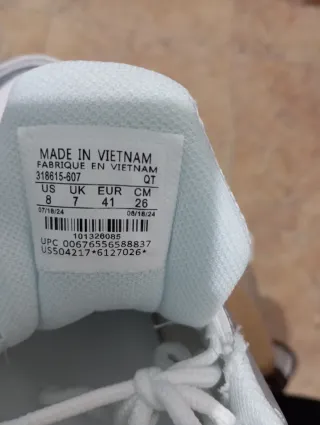 MADE IN VIETNAM
FABRIQUE EN VIETNAM
318615-607 QT
US UK EUR CM
8 7 41 26
07/18/24 08/18/24
101326085
UPC 00676556588837
US504217*6127026*